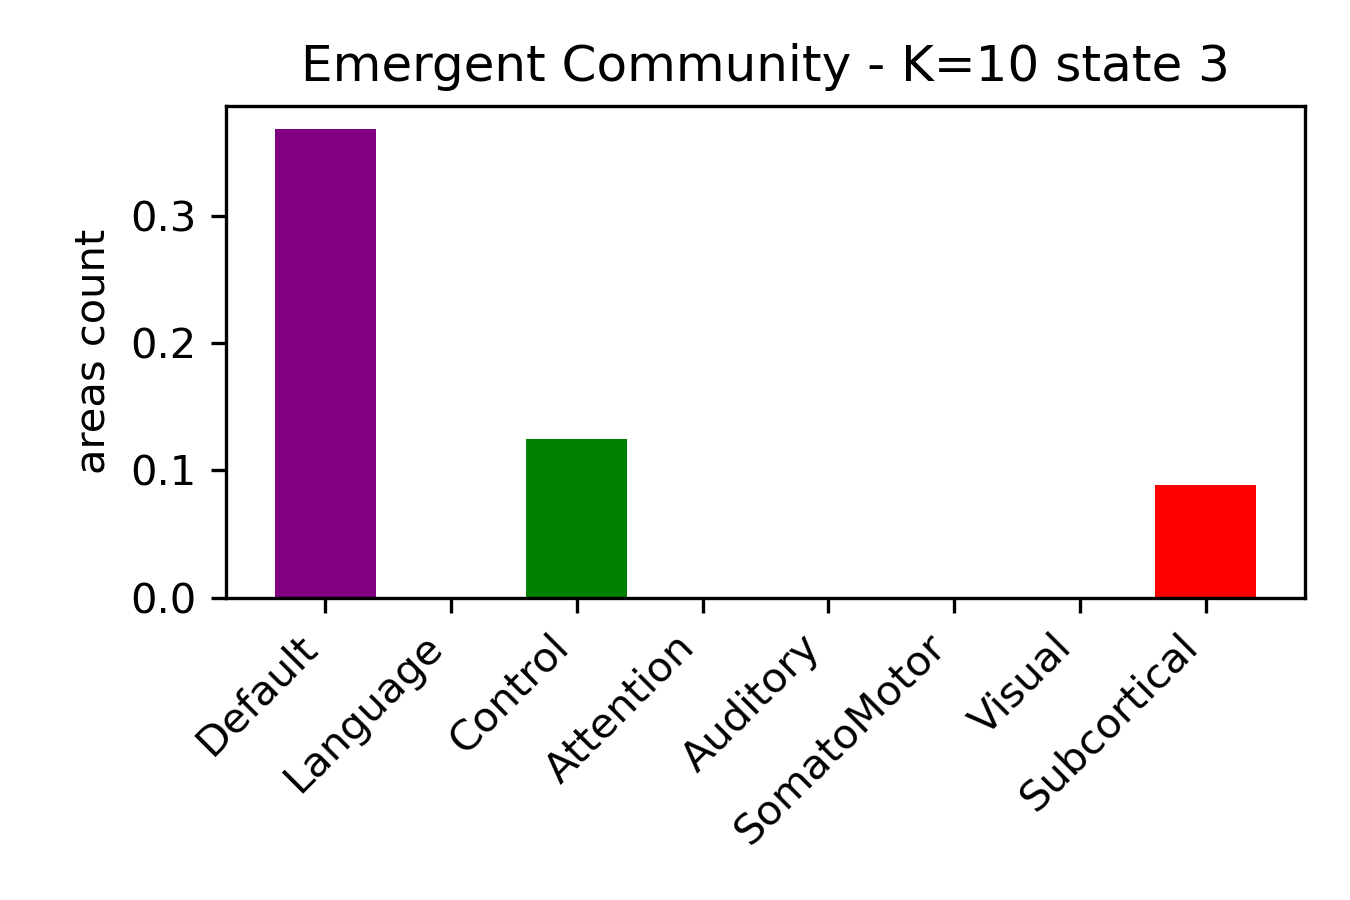 Emergent Community - K=10 state 3
areas count
0.3
0.2
0.1
0.0
Default
Language
Control
Attention
Auditory
SomatoMotor
Visual
Subcortical